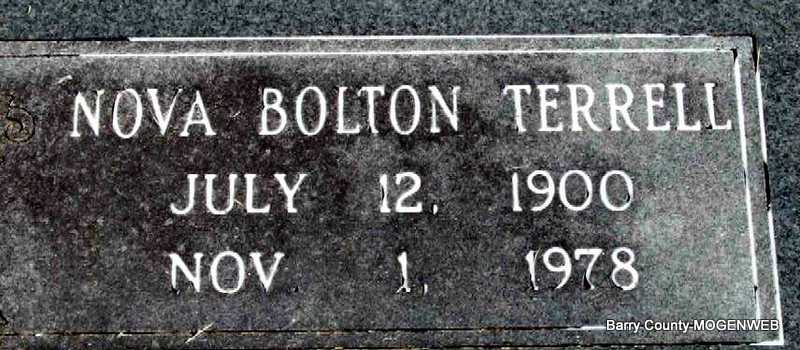 NOVA BOLTON TERRELL
JULY 12, 1900
NOV. 1, 1978
Barry County-MOGENWEB